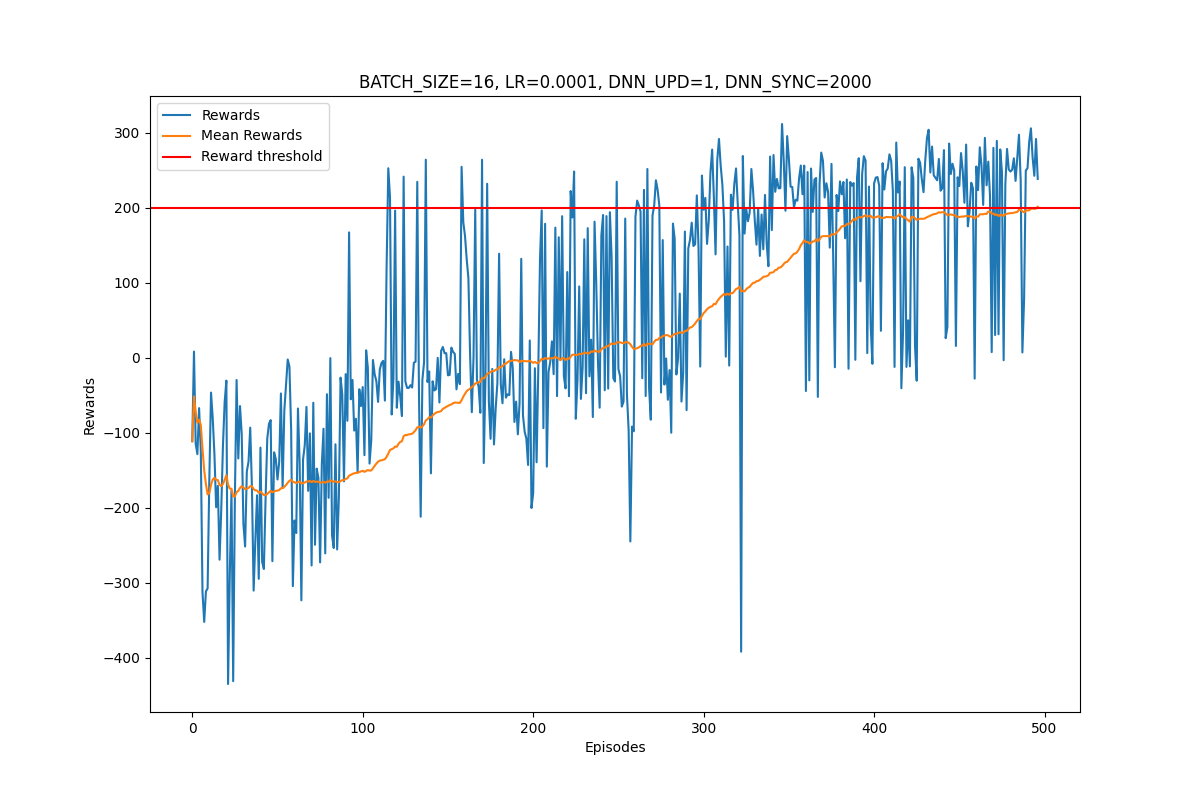 BATCH_SIZE=16, LR=0.0001, DNN_UPD=1, DNN_SYNC=2000
Rewards
Mean Rewards
Reward threshold
300
200
100
0
−100
−200
−300
−400
Rewards
0
100
200
300
400
500
Episodes